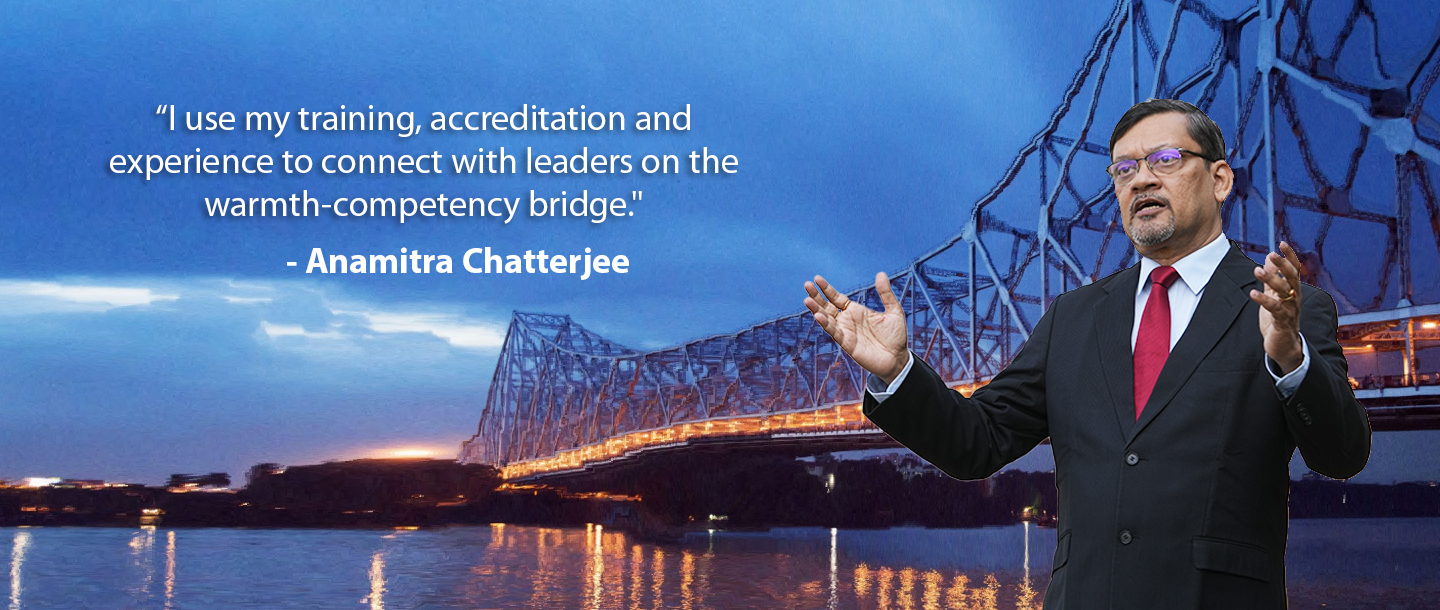 “I use my training, accreditation and
experience to connect with leaders on the
warmth-competency bridge."
- Anamitra Chatterjee